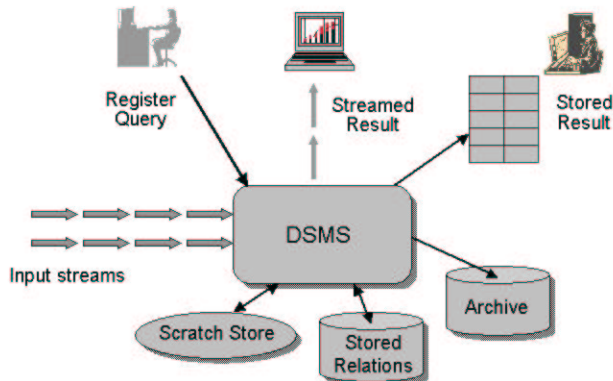 Register
Query
Streamed
Result
Stored
Result
DSMS
Input streams
Archive
Scratch Store
Stored
Relations